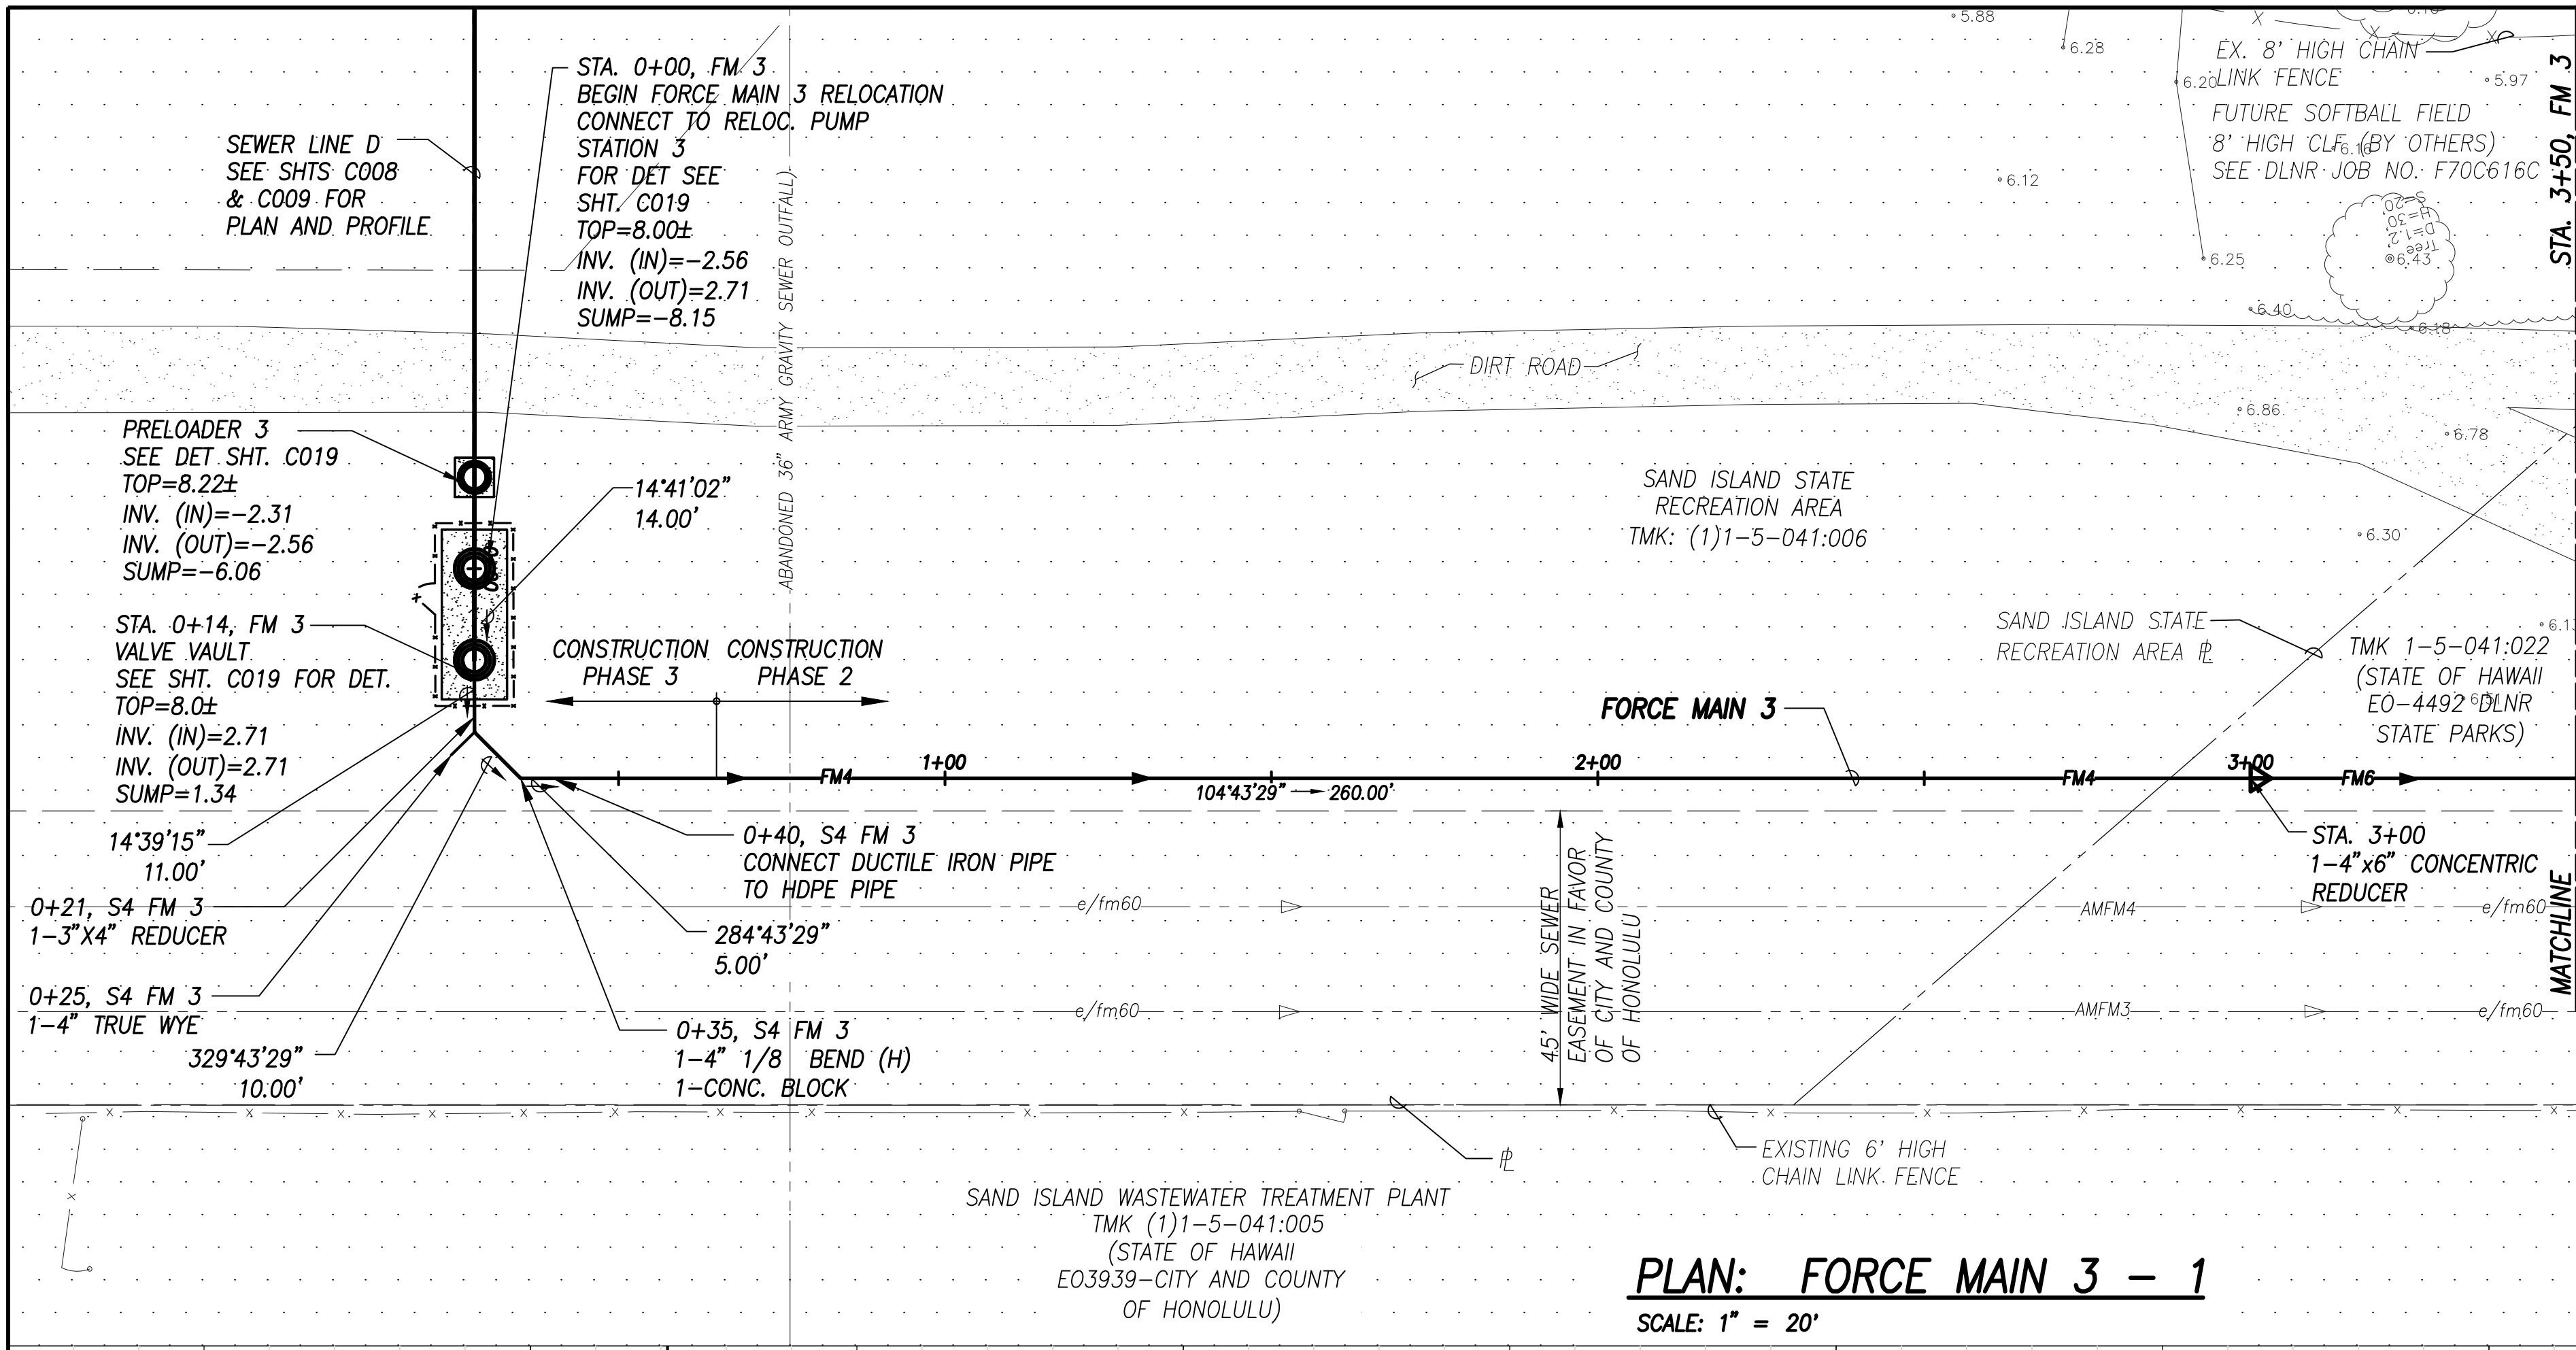 STA. 0+00, FM 3
BEGIN FORCE MAIN 3 RELOCATION
CONNECT TO RELOC. PUMP
STATION 3
FOR DET SEE
SHT. C019
TOP=8.00±
INV. (IN)=-2.56
INV. (OUT)=2.71
SUMP=-8.15
SEWER LINE D
SEE SHTS C008
& C009 FOR
PLAN AND PROFILE
ABANDONED 36" ARMY GRAVITY SEWER OUTFALL)
5.88
6.28
6.20
5.97
6.12
6.16
6.25
6.43
6.40
6.18
EX. 8' HIGH CHAIN
LINK FENCE
FUTURE SOFTBALL FIELD
8' HIGH CLF (BY OTHERS)
SEE DLNR JOB NO. F70C616C
Tree
D=1.2'
H=30'
S=20'
STA. 3+50, FM 3
MATCHLINE
DIRT ROAD
6.86
6.78
6.30
PRELOADER 3
SEE DET SHT. C019
TOP=8.22±
INV. (IN)=-2.31
INV. (OUT)=-2.56
SUMP=-6.06
14°41'02"
14.00'
SAND ISLAND STATE
RECREATION AREA
TMK: (1)1-5-041:006
STA. 0+14, FM 3
VALVE VAULT
SEE SHT. C019 FOR DET.
TOP=8.0±
INV. (IN)=2.71
INV. (OUT)=2.71
SUMP=1.34
CONSTRUCTION
PHASE 3
CONSTRUCTION
PHASE 2
SAND ISLAND STATE
RECREATION AREA ⅊
TMK 1-5-041:022
(STATE OF HAWAII
EO-4492 DLNR
STATE PARKS)
6.51
FORCE MAIN 3
FM4
1+00
2+00
FM4
3+00
FM6
104°43'29" 260.00'
14°39'15"
11.00'
0+21, S4 FM 3
1-3"X4" REDUCER
0+25, S4 FM 3
1-4" TRUE WYE
329°43'29"
10.00'
0+40, S4 FM 3
CONNECT DUCTILE IRON PIPE
TO HDPE PIPE
284°43'29"
5.00'
0+35, S4 FM 3
1-4" 1/8 BEND (H)
1-CONC. BLOCK
STA. 3+00
1-4"x6" CONCENTRIC
REDUCER
e/fm60
AMFM4
e/fm60
e/fm60
AMFM3
e/fm60
45' WIDE SEWER
EASEMENT IN FAVOR
OF CITY AND COUNTY
OF HONOLULU
⅊
EXISTING 6' HIGH
CHAIN LINK FENCE
SAND ISLAND WASTEWATER TREATMENT PLANT
TMK (1)1-5-041:005
(STATE OF HAWAII
EO3939-CITY AND COUNTY
OF HONOLULU)
PLAN: FORCE MAIN 3 - 1
SCALE: 1" = 20'